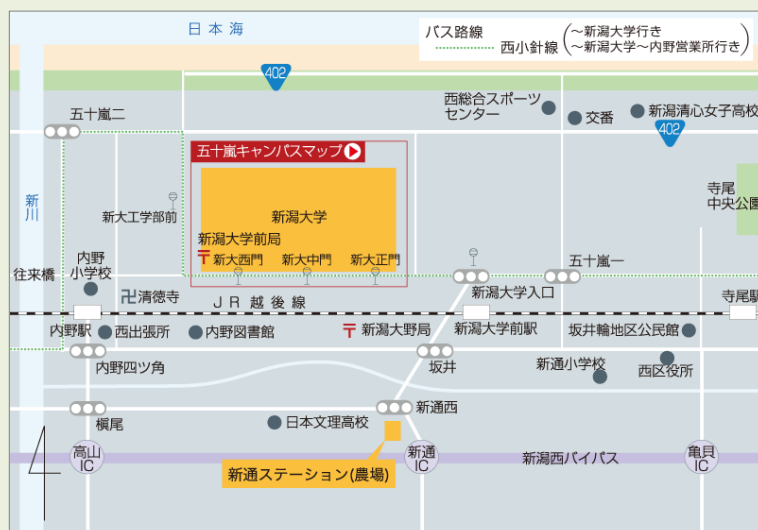 日本海
バス路線
西小針線
〜新潟大学行き
〜新潟大学〜内野営業所行き
402
西総合スポーツ
センター
交番
新潟清心女子高校
402
五十嵐二
五十嵐キャンパスマップ
寺尾
中央公園
新川
新大工学部前
新潟大学
新潟大学前局
〒
新大西門
新大中門
新大正門
往来橋
内野
小学校
卍清徳寺
JR越後線
新潟大学入口
五十嵐一
寺尾駅
内野駅
西出張所
内野図書館
〒
新潟大野局
新潟大学前駅
坂井輪地区公民館
内野四ツ角
坂井
新通小学校
西区役所
槇尾
日本文理高校
新通西
高山
IC
新通
IC
新潟西バイパス
亀貝
IC
新通ステーション(農場)
4